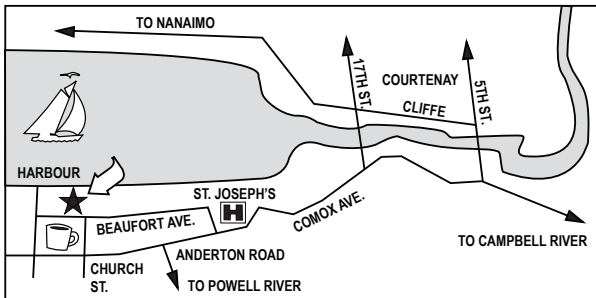 TO NANAIMO
17TH ST.
COURTENAY
CLIFFE
5TH ST.
HARBOUR
ST. JOSEPH'S
H
BEAUFORT AVE.
COMOX AVE.
TO CAMPBELL RIVER
CHURCH
ST.
ANDERTON ROAD
TO POWELL RIVER